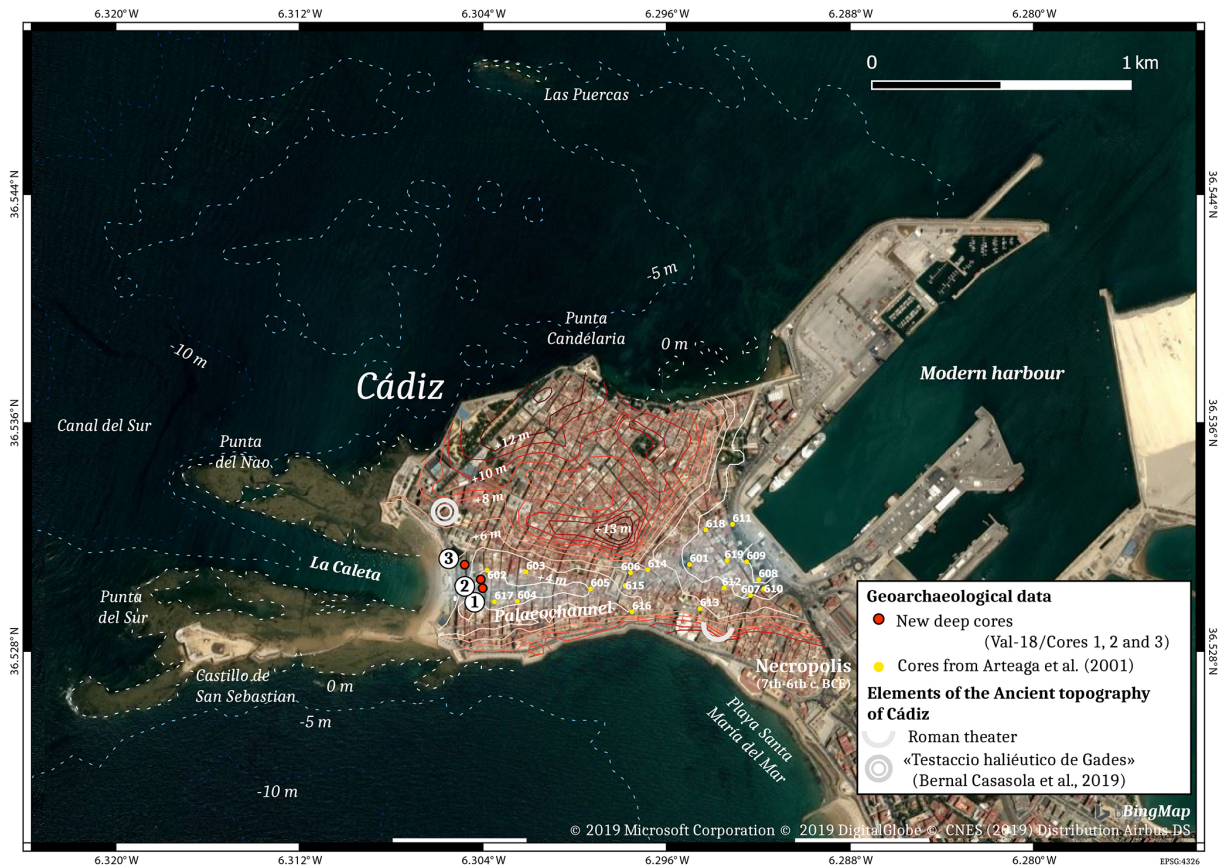 6.320°W
6.312°W
6.304°W
6.296°W
6.288°W
6.280°W
0
1 km
Las Puercas
36.544°N
36.544°N
-5 m
Punta
Candélaria
0 m
-10 m
Cádiz
Modern harbour
Canal del Sur
36.536°N
36.536°N
Punta
del Nao
+12 m
+10 m
+8 m
+13 m
+6 m
618
611
3
La Caleta
602
603
+4 m
606
614
601
619
609
608
2
605
615
612
607
610
1
617
604
Palaeochannel
616
613
Punta
du Sur
36.528°N
36.528°N
Castillo de
San Sebastian
0 m
-5 m
-10 m
Necropolis
(7th-6th c. BCE)
Playa Santa
María del Mar
Geoarchaeological data
New deep cores
(Val-18/Cores 1, 2 and 3)
Cores from Arteaga et al. (2001)
Elements of the Ancient topography
of Cádiz
Roman theater
«Testaccio haliéutico de Gades»
(Bernal Casasola et al., 2019)
BingMap
© 2019 Microsoft Corporation © 2019 DigitalGlobe © CNES (2019) Distribution Airbus DS
6.320°W
6.312°W
6.304°W
6.296°W
6.288°W
6.280°W
EPSG:4326